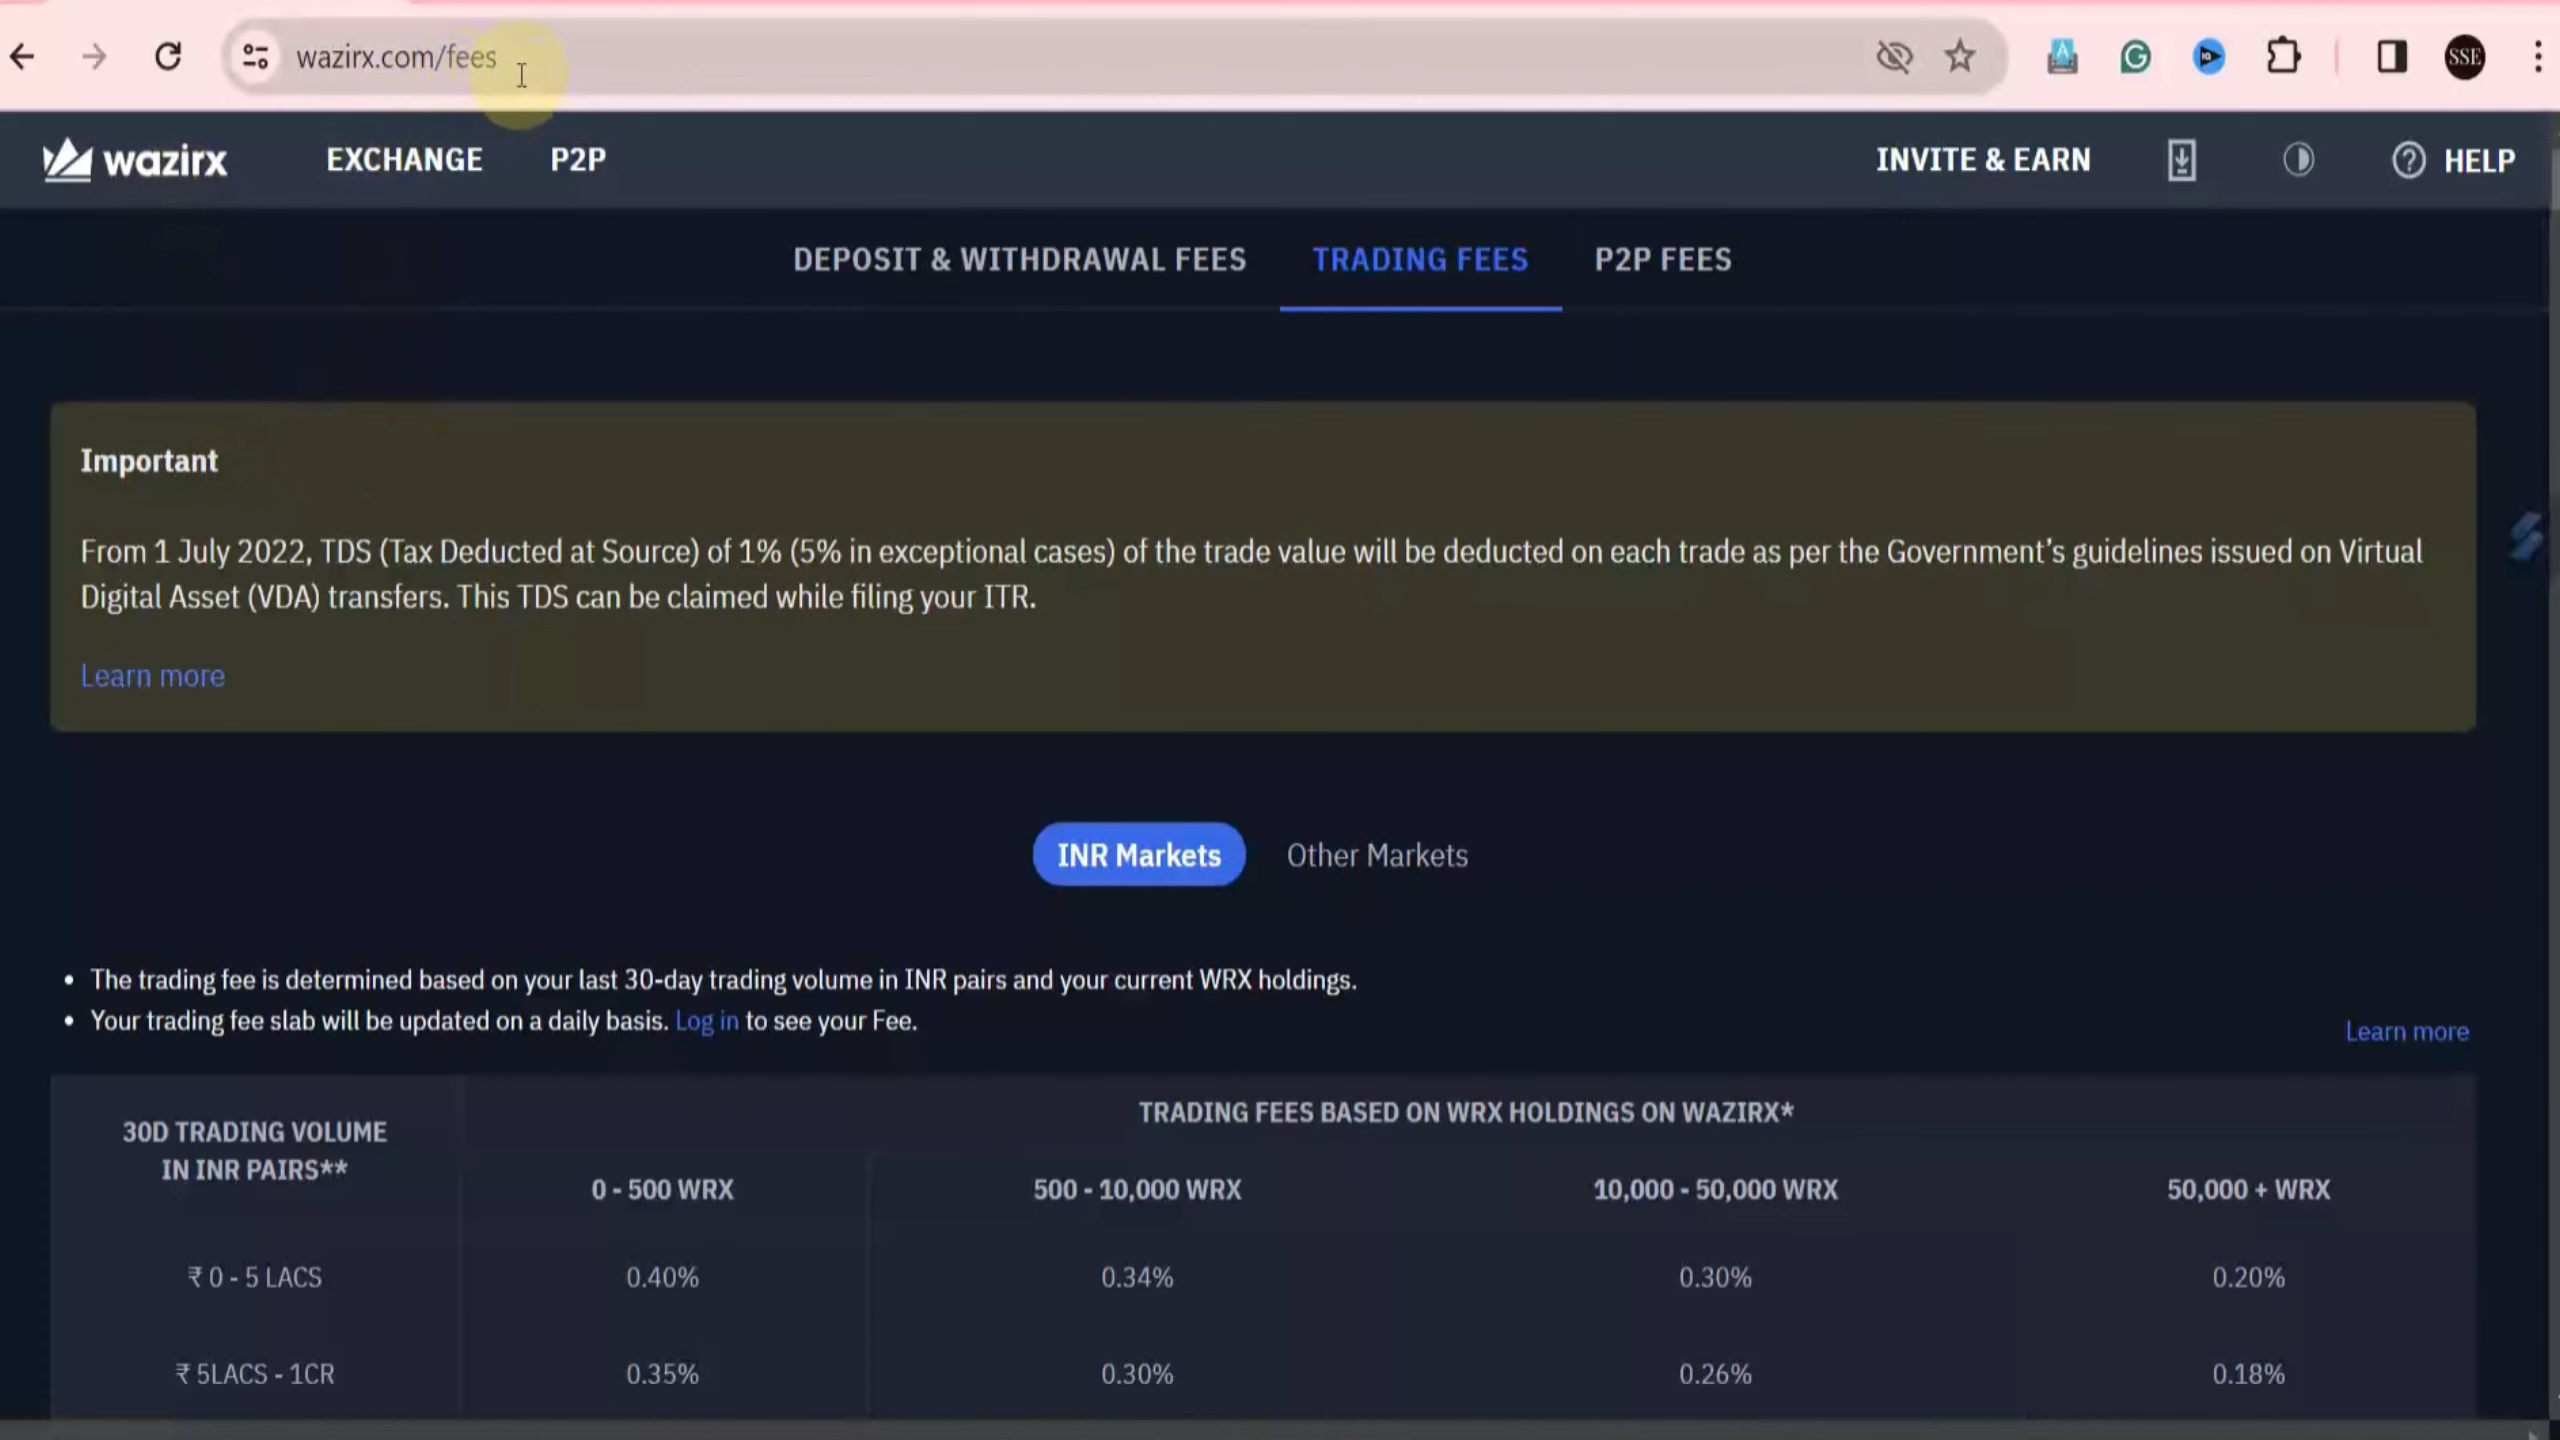 wazirx.com/fees
SSE
wazirx EXCHANGE P2P INVITE & EARN HELP
DEPOSIT & WITHDRAWAL FEES TRADING FEES P2P FEES
Important
From 1 July 2022, TDS (Tax Deducted at Source) of 1% (5% in exceptional cases) of the trade value will be deducted on each trade as per the Government’s guidelines issued on Virtual
Digital Asset (VDA) transfers. This TDS can be claimed while filing your ITR.
Learn more
INR Markets Other Markets
• The trading fee is determined based on your last 30-day trading volume in INR pairs and your current WRX holdings.
• Your trading fee slab will be updated on a daily basis. Log in to see your Fee.
Learn more
30D TRADING VOLUME
IN INR PAIRS**
TRADING FEES BASED ON WRX HOLDINGS ON WAZIRX*
0 - 500 WRX 500 - 10,000 WRX 10,000 - 50,000 WRX 50,000 + WRX
₹ 0 - 5 LACS 0.40% 0.34% 0.30% 0.20%
₹ 5LACS - 1CR 0.35% 0.30% 0.26% 0.18%